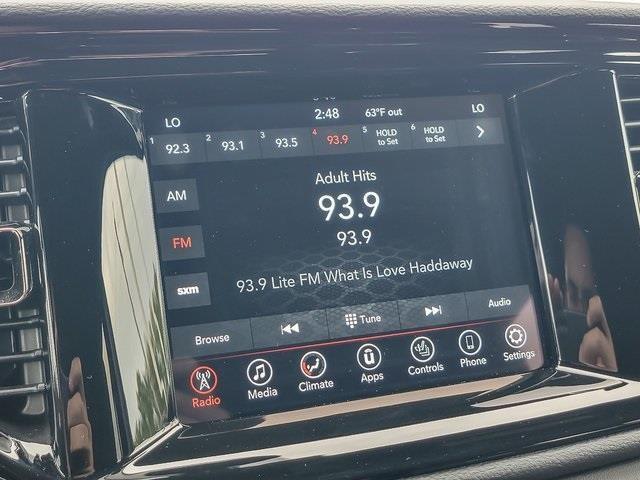 2:48 63°F out
LO LO
1 92.3 2 93.1 3 93.5 4 93.9 5 HOLD to Set 6 HOLD to Set
Adult Hits
AM
93.9
FM
93.9
sxm
93.9 Lite FM What Is Love Haddaway
Browse Tune Audio
Radio Media Climate Apps Controls Phone Settings